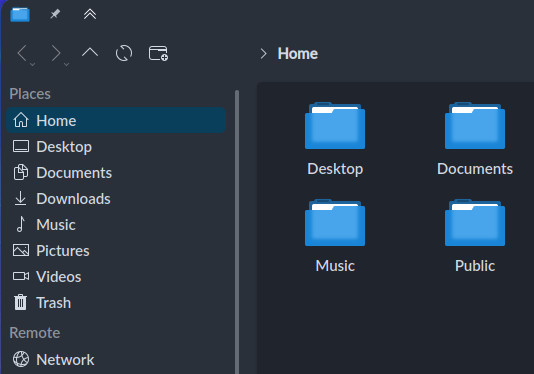 Home
Places
Home
Desktop
Documents
Downloads
Music
Pictures
Videos
Trash
Remote
Network
Desktop
Documents
Music
Public